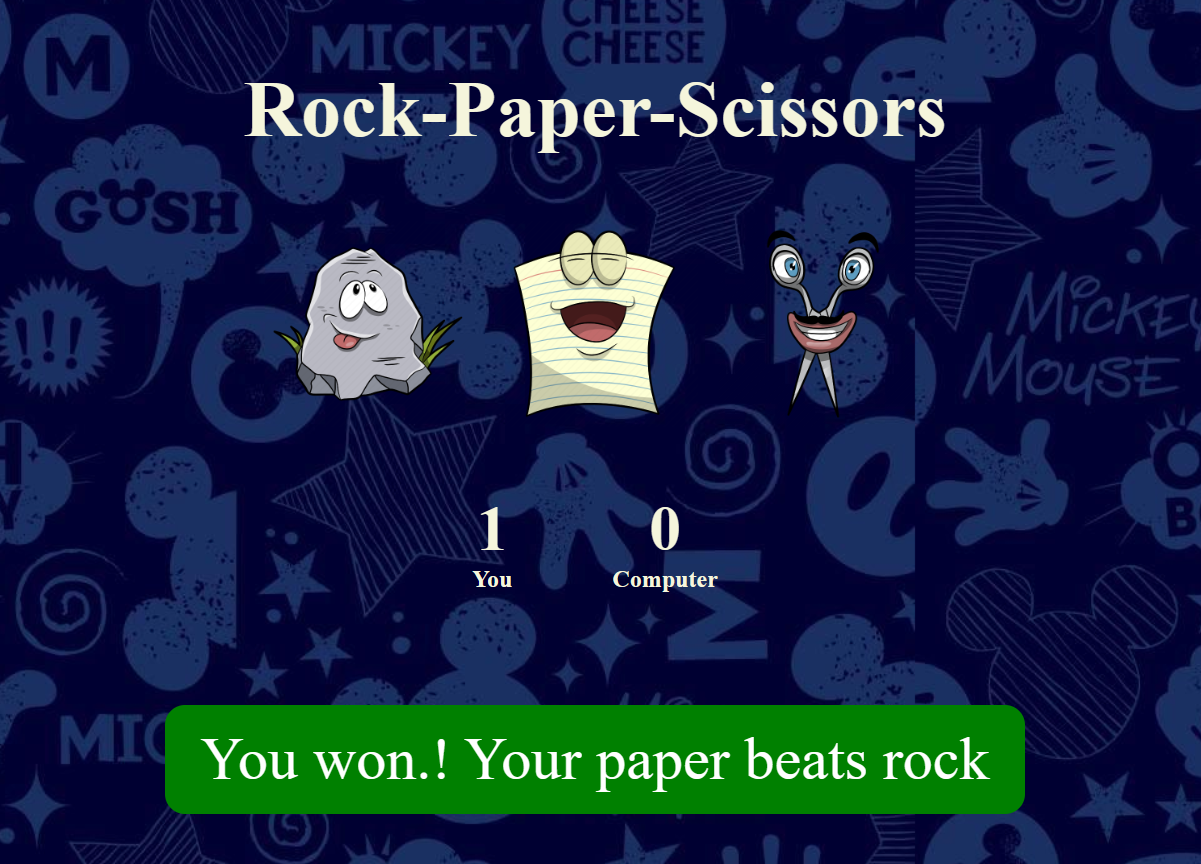 CHEESE
CHEESE
M
MICKEY
Rock-Paper-Scissors
GOSH
!!!
MICKEY
MOUSE
1
0
You
Computer
M
You won.! Your paper beats rock